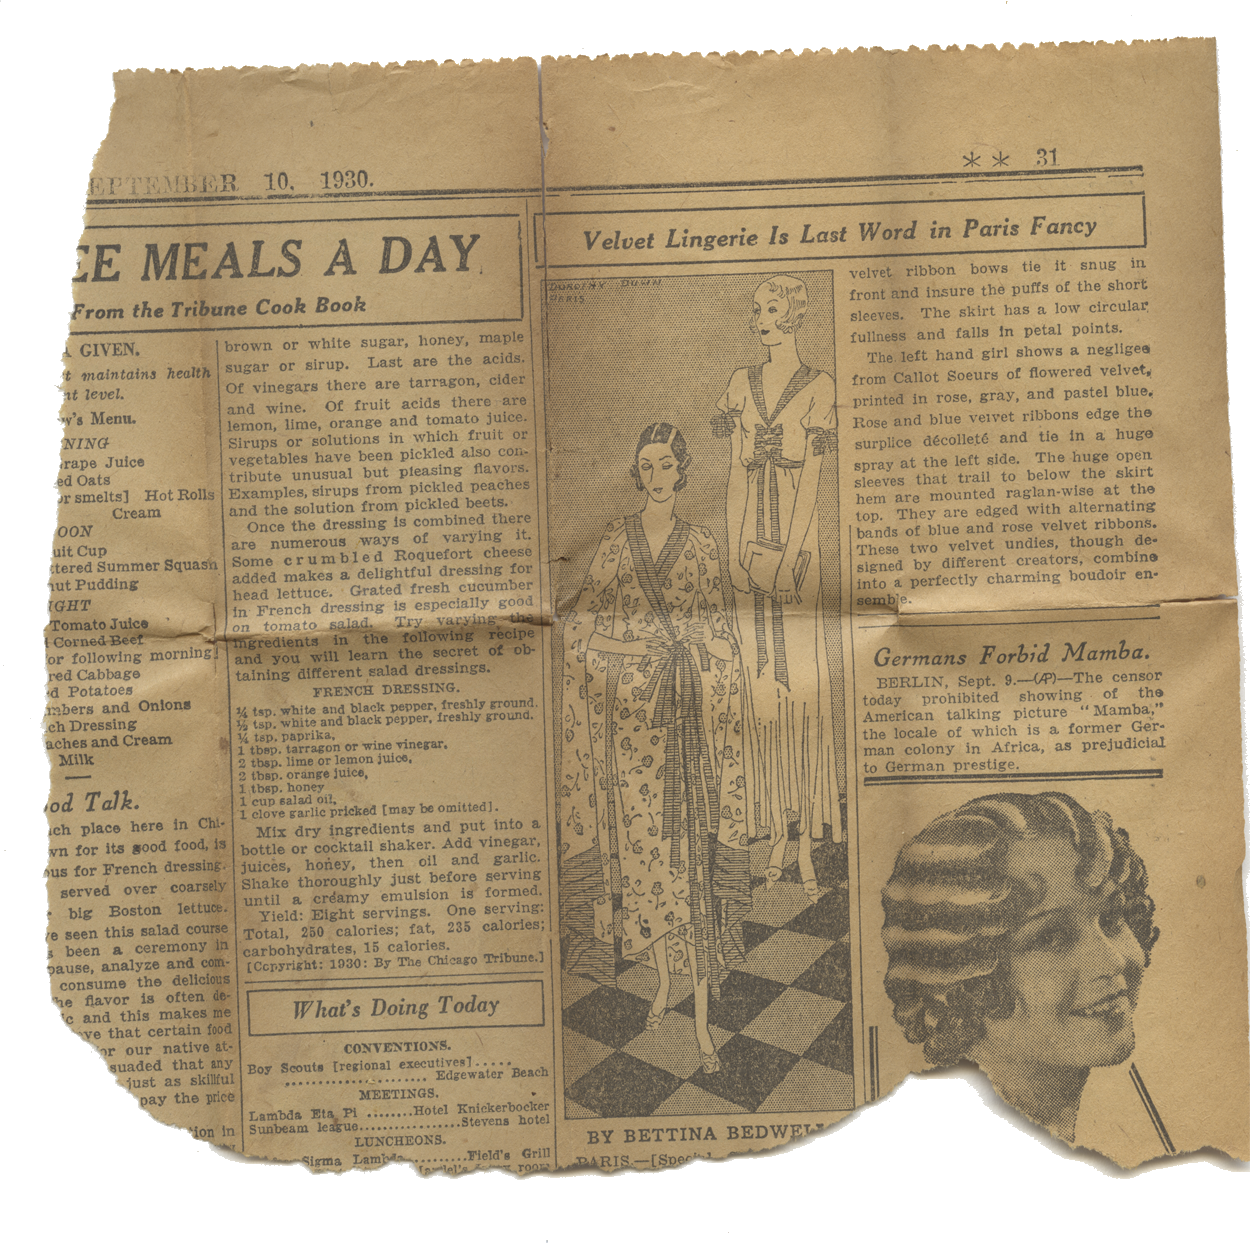 EPTEMBER 10, 1930.
** 31
EE MEALS A DAY
From the Tribune Cook Book
GIVEN.
t maintains health
nt level.
y's Menu.
NING
rape Juice
ed Oats
or smelts] Hot Rolls
Cream
OON
uit Cup
ttered Summer Squash
nut Pudding
IGHT
Tomato Juice
Corned Beef
or following morning]
red Cabbage
d Potatoes
mbers and Onions
ch Dressing
aches and Cream
Milk
od Talk.
ch place here in Chi-
wn for its good food, is
ous for French dressing.
served over coarsely
big Boston lettuce.
e seen this salad course
s been a ceremony in
pause, analyze and com-
consume the delicious
he flavor is often de-
c and this makes me
ve that certain food
or our native at-
suaded that any
just as skillful
pay the price
tion in
brown or white sugar, honey, maple
sugar or sirup. Last are the acids.
Of vinegars there are tarragon, cider
and wine. Of fruit acids there are
lemon, lime, orange and tomato juice.
Sirups or solutions in which fruit or
vegetables have been pickled also con-
tribute unusual but pleasing flavors.
Examples, sirups from pickled peaches
and the solution from pickled beets.
Once the dressing is combined there
are numerous ways of varying it.
Some crumbled Roquefort cheese
added makes a delightful dressing for
head lettuce. Grated fresh cucumber
in French dressing is especially good
on tomato salad. Try varying the
ingredients in the following recipe
and you will learn the secret of ob-
taining different salad dressings.
FRENCH DRESSING.
¼ tsp. white and black pepper, freshly ground.
½ tsp. white and black pepper, freshly ground.
¼ tsp. paprika,
1 tbsp. tarragon or wine vinegar,
2 tbsp. lime or lemon juice,
2 tbsp. orange juice,
1 tbsp. honey
1 cup salad oil,
1 clove garlic pricked [may be omitted].
Mix dry ingredients and put into a
bottle or cocktail shaker. Add vinegar,
juices, honey, then oil and garlic.
Shake thoroughly just before serving
until a creamy emulsion is formed.
Yield: Eight servings. One serving:
Total, 250 calories; fat, 235 calories;
carbohydrates, 15 calories.
[Copyright: 1930: By The Chicago Tribune.]
What's Doing Today
CONVENTIONS.
Boy Scouts [regional executives].....
.................... Edgewater Beach
MEETINGS.
Lambda Eta Pi ........Hotel Knickerbocker
Sunbeam league...............Stevens hotel
LUNCHEONS.
Sigma Lambda.........Field's Grill
room
Velvet Lingerie Is Last Word in Paris Fancy
DOROTHY DUNN
PARIS
BY BETTINA BEDWELL
PARIS.—[Special
velvet ribbon bows tie it snug in
front and insure the puffs of the short
sleeves. The skirt has a low circular
fullness and falls in petal points.
The left hand girl shows a negligee
from Callot Soeurs of flowered velvet,
printed in rose, gray, and pastel blue.
Rose and blue velvet ribbons edge the
surplice décolleté and tie in a huge
spray at the left side. The huge open
sleeves that trail to below the skirt
hem are mounted raglan-wise at the
top. They are edged with alternating
bands of blue and rose velvet ribbons.
These two velvet undies, though de-
signed by different creators, combine
into a perfectly charming boudoir en-
semble.
Germans Forbid Mamba.
BERLIN, Sept. 9.—(AP)—The censor
today prohibited showing of the
American talking picture "Mamba,"
the locale of which is a former Ger-
man colony in Africa, as prejudicial
to German prestige.